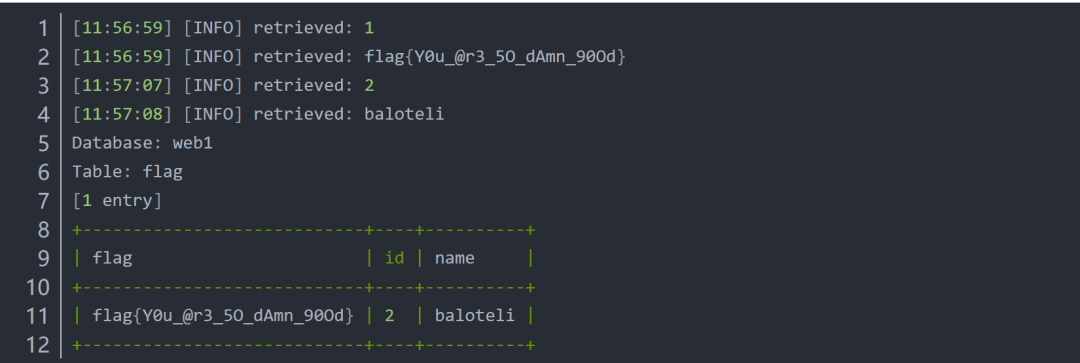 1 [11:56:59] [INFO] retrieved: 1
2 [11:56:59] [INFO] retrieved: flag{Y0u_@r3_5O_dAmn_90Od}
3 [11:57:07] [INFO] retrieved: 2
4 [11:57:08] [INFO] retrieved: baloteli
5 Database: web1
6 Table: flag
7 [1 entry]
8 +----------------------------+----+----------+
9 | flag                       | id | name     |
10 +----------------------------+----+----------+
11 | flag{Y0u_@r3_5O_dAmn_90Od} | 2  | baloteli |
12 +----------------------------+----+----------+